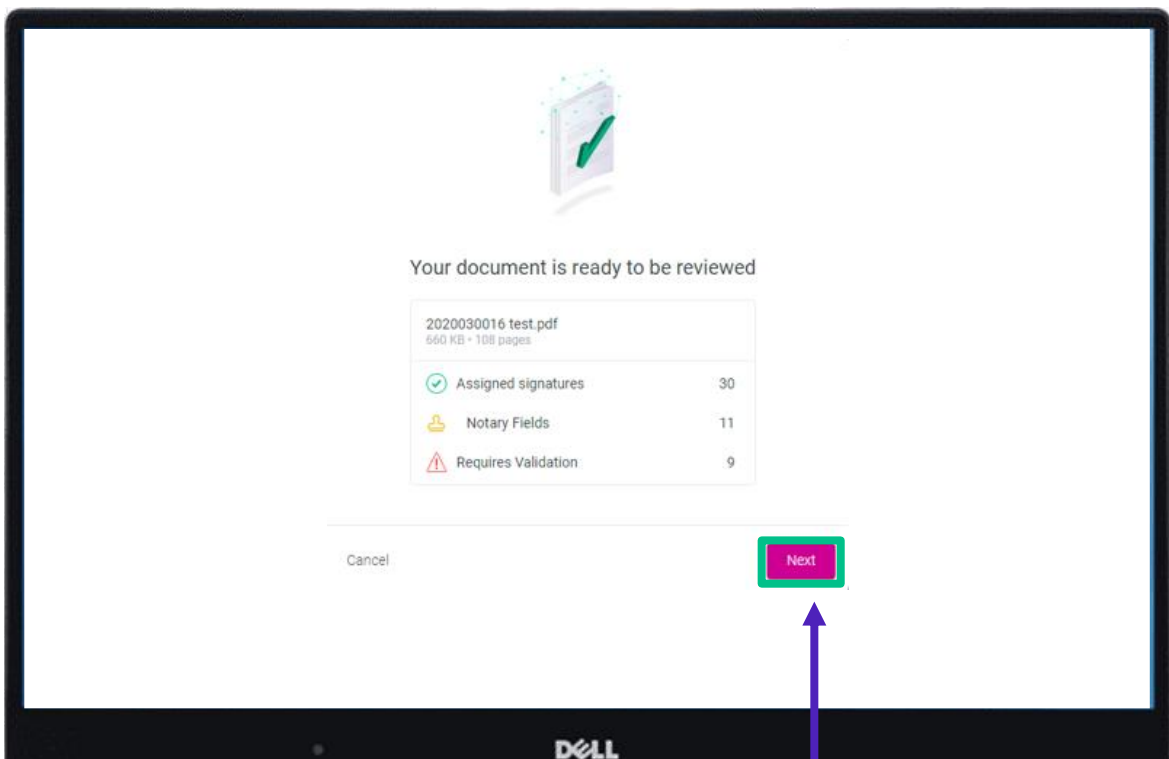 Your document is ready to be reviewed
2020030016 test.pdf
660 KB • 108 pages
Assigned signatures 30
Notary Fields 11
Requires Validation 9
Cancel Next
DELL